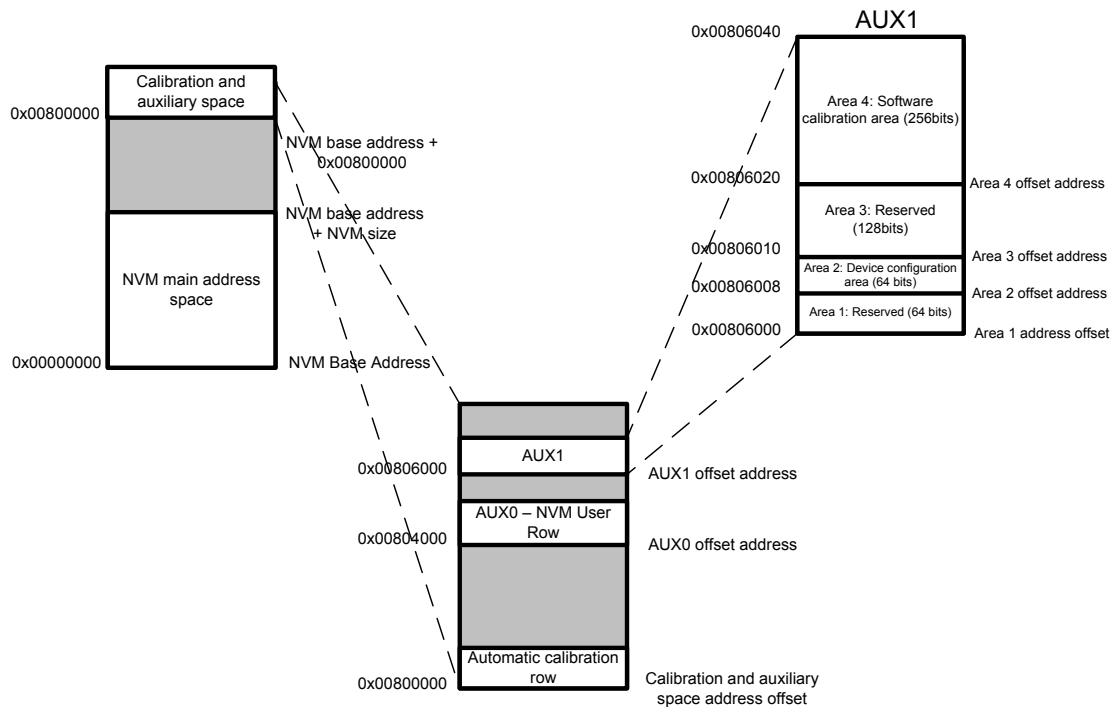 Calibration and
auxiliary space
0x00800000
NVM base address +
0x00800000
NVM base address
+ NVM size
NVM main address
space
0x00000000
NVM Base Address
AUX1
0x00806040
Area 4: Software
calibration area (256bits)
0x00806020
Area 4 offset address
Area 3: Reserved
(128bits)
0x00806010
Area 3 offset address
Area 2: Device configuration
area (64 bits)
0x00806008
Area 2 offset address
Area 1: Reserved (64 bits)
0x00806000
Area 1 address offset
AUX1
0x00806000
AUX1 offset address
AUX0 – NVM User
Row
0x00804000
AUX0 offset address
Automatic calibration
row
0x00800000
Calibration and auxiliary
space address offset